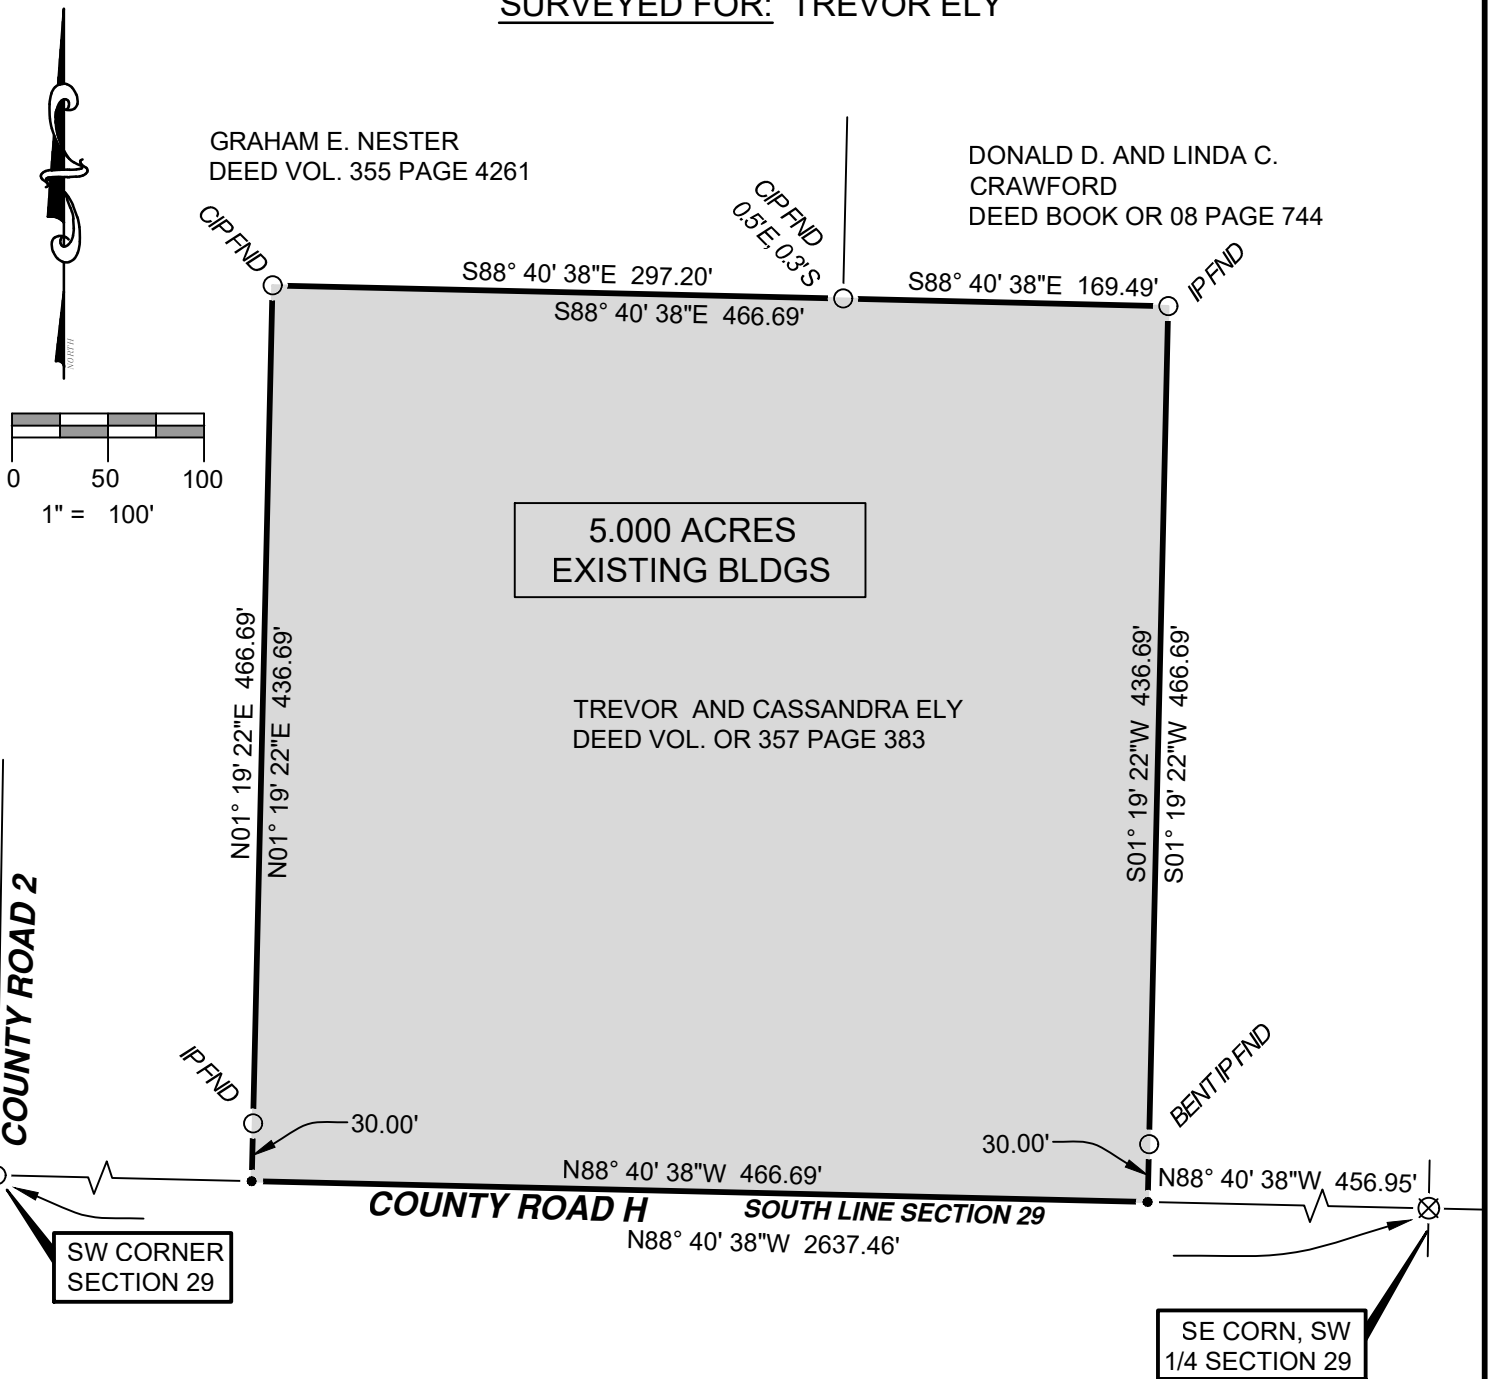 SURVEYED FOR: TREVOR ELY
GRAHAM E. NESTER
DEED VOL. 355 PAGE 4261
DONALD D. AND LINDA C.
CRAWFORD
DEED BOOK OR 08 PAGE 744
CIP FND
CIP FND
0.5'E, 0.3'S
IP FND
S88° 40' 38"E 297.20'
S88° 40' 38"E 169.49'
S88° 40' 38"E 466.69'
NORTH
0 50 100
1" = 100'
5.000 ACRES
EXISTING BLDGS
N01° 19' 22"E 466.69'
N01° 19' 22"E 436.69'
S01° 19' 22"W 436.69'
S01° 19' 22"W 466.69'
TREVOR AND CASSANDRA ELY
DEED VOL. OR 357 PAGE 383
COUNTY ROAD 2
IP FND
30.00'
BENT IP FND
30.00'
N88° 40' 38"W 466.69'
N88° 40' 38"W 456.95'
COUNTY ROAD H
SOUTH LINE SECTION 29
N88° 40' 38"W 2637.46'
SW CORNER
SECTION 29
SE CORN, SW
1/4 SECTION 29